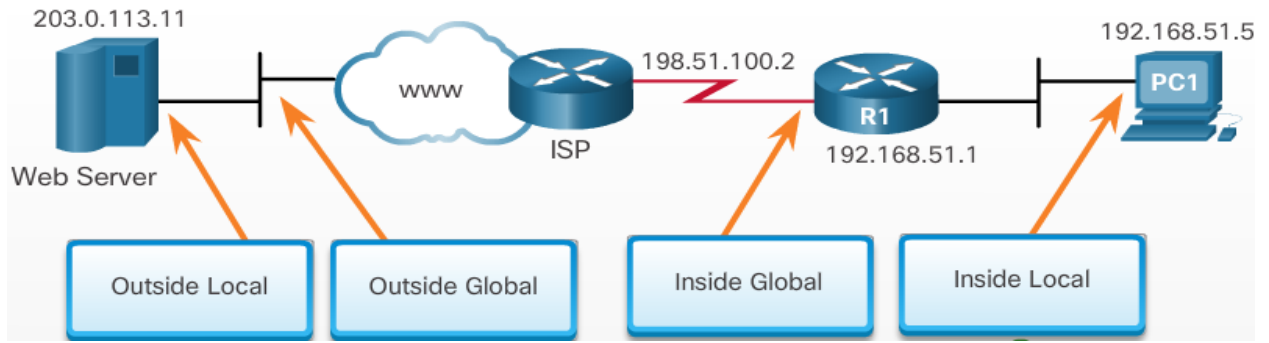 203.0.113.11
192.168.51.5
198.51.100.2
www
PC1
R1
ISP
192.168.51.1
Web Server
Outside Local
Outside Global
Inside Global
Inside Local